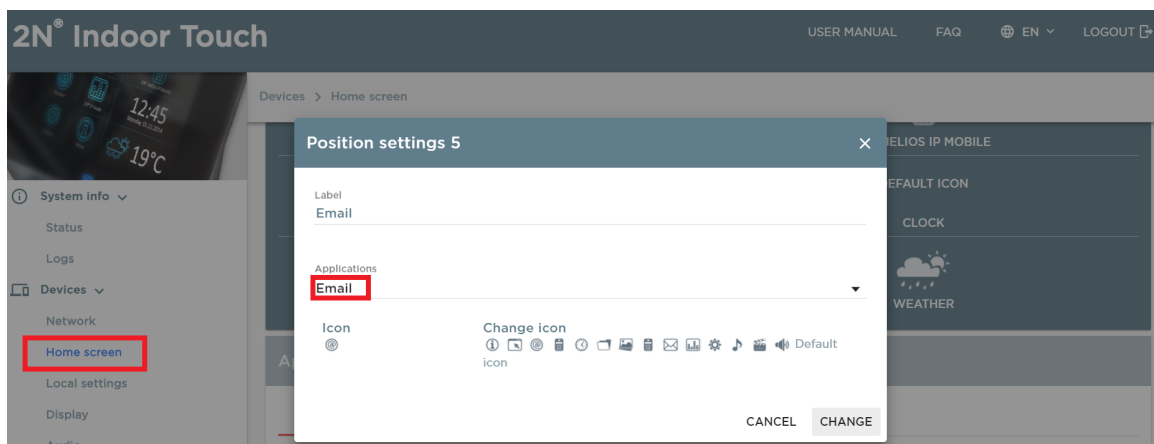 2N® Indoor Touch
USER MANUAL FAQ EN LOGOUT
12:45
19°C
Devices > Home screen
System info
Status
Logs
Devices
Network
Home screen
Local settings
Display
Position settings 5
Label
Email
Applications
Email
Icon
Change icon
Default
icon
CANCEL CHANGE
IP MOBILE
ICON
CLOCK
WEATHER